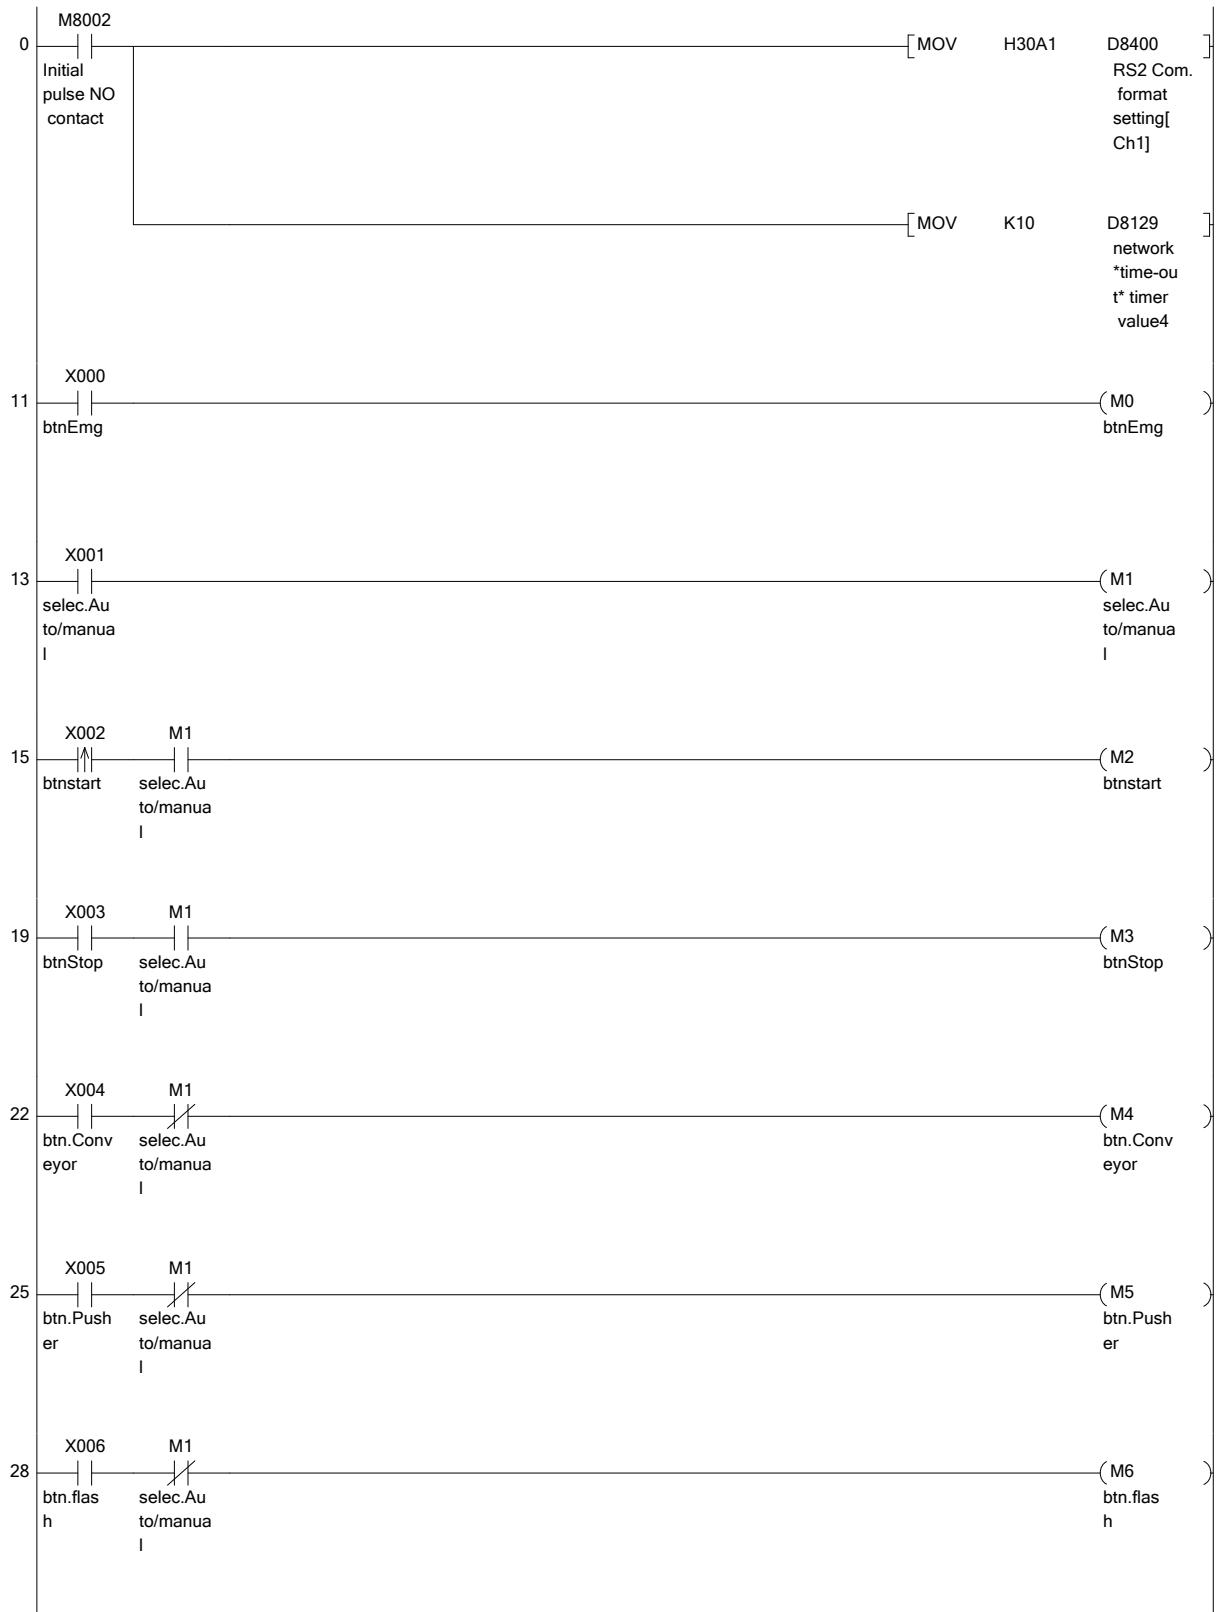 M8002
0 MOV H30A1 D8400
Initial
pulse NO
contact
RS2 Com.
format
setting[
Ch1]
MOV K10 D8129
network
*time-ou
t* timer
value4
X000
11 M0
btnEmg btnEmg
X001
13 M1
selec.Au selec.Au
to/manua to/manua
l l
X002 M1
15 M2
btnstart selec.Au btnstart
to/manua
l
X003 M1
19 M3
btnStop selec.Au btnStop
to/manua
l
X004 M1
22 M4
btn.Conv selec.Au btn.Conv
eyor to/manua eyor
l
X005 M1
25 M5
btn.Push selec.Au btn.Push
er to/manua er
l
X006 M1
28 M6
btn.flas selec.Au btn.flas
h to/manua h
l